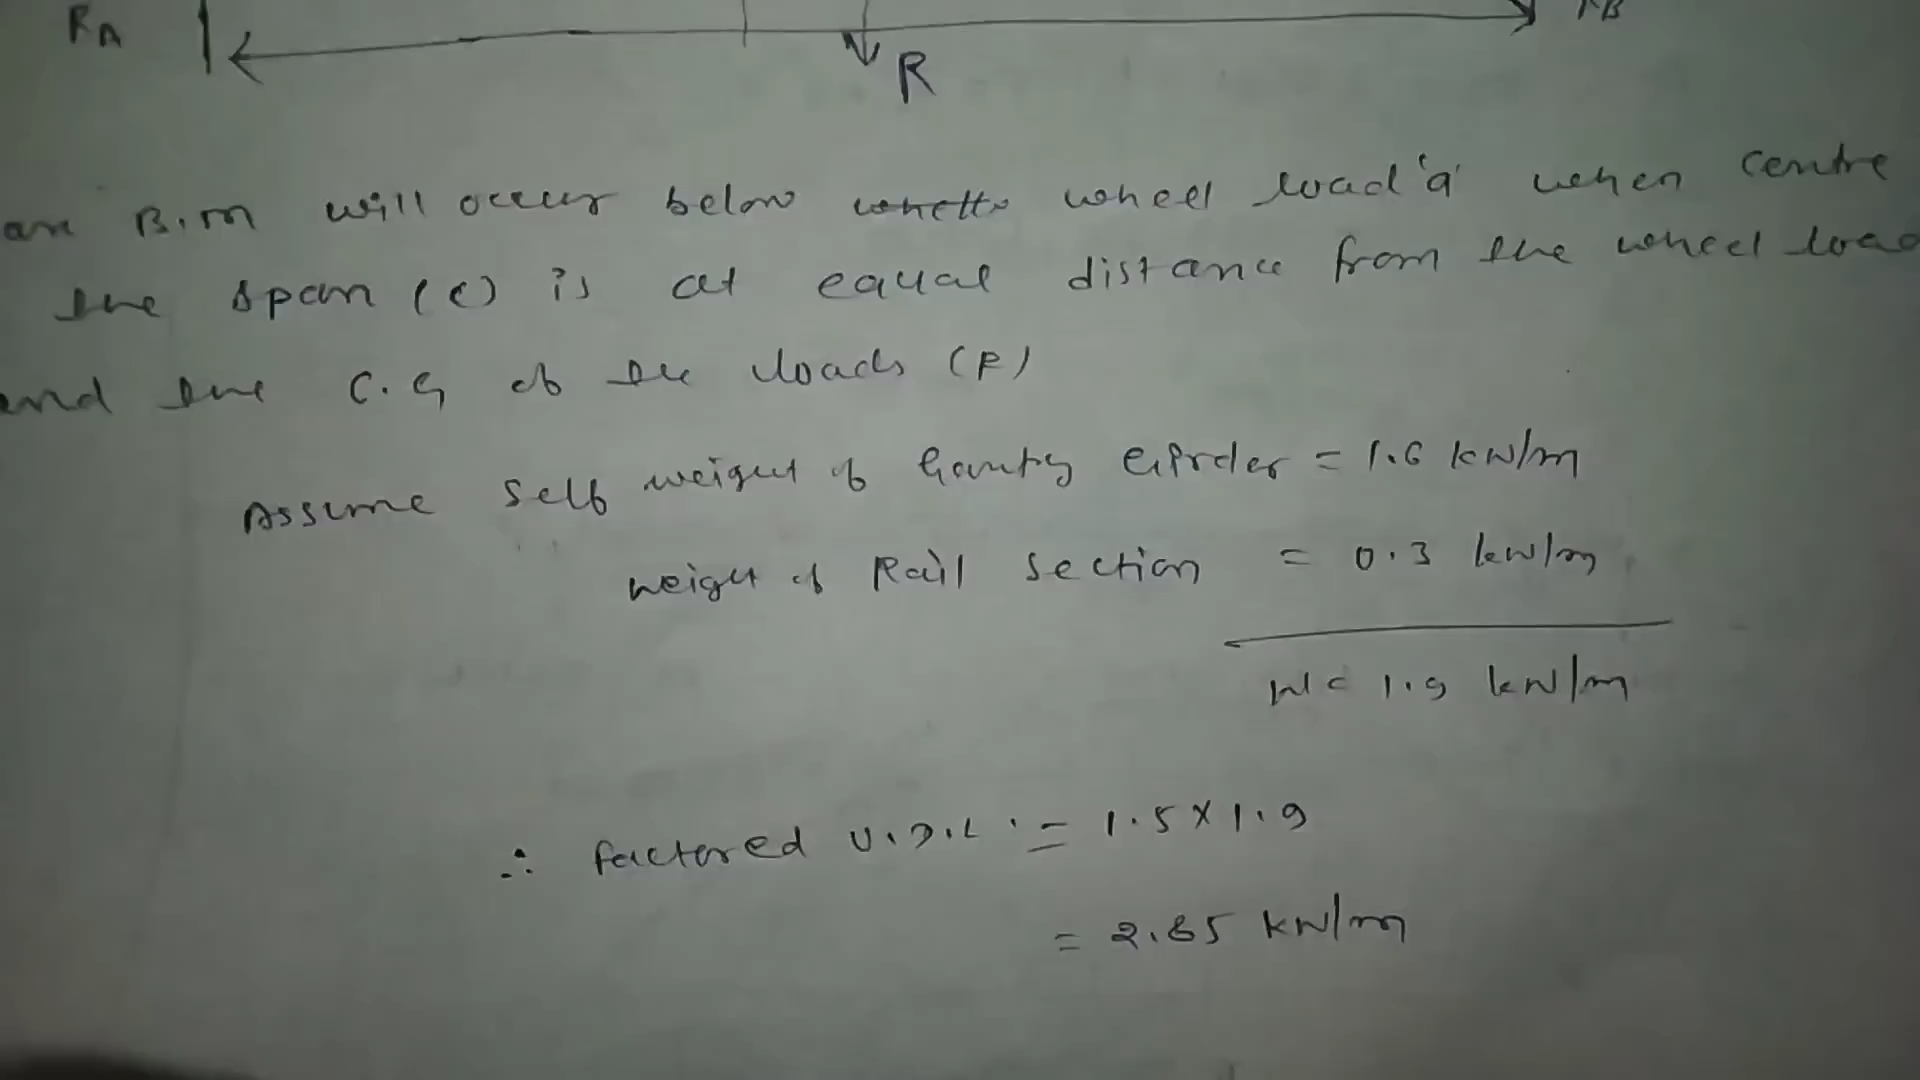 RA RB
R
B.M will occur below wheel load 'a' when centre
the span (c) is at equal distance from the wheel load
and the C.G of the loads (R)
Assume self weight of Gantry Girder = 1.6 kN/m
weight of Rail section = 0.3 kN/m
W = 1.9 kN/m
∴ factored U.D.L. = 1.5 X 1.9
= 2.85 kN/m